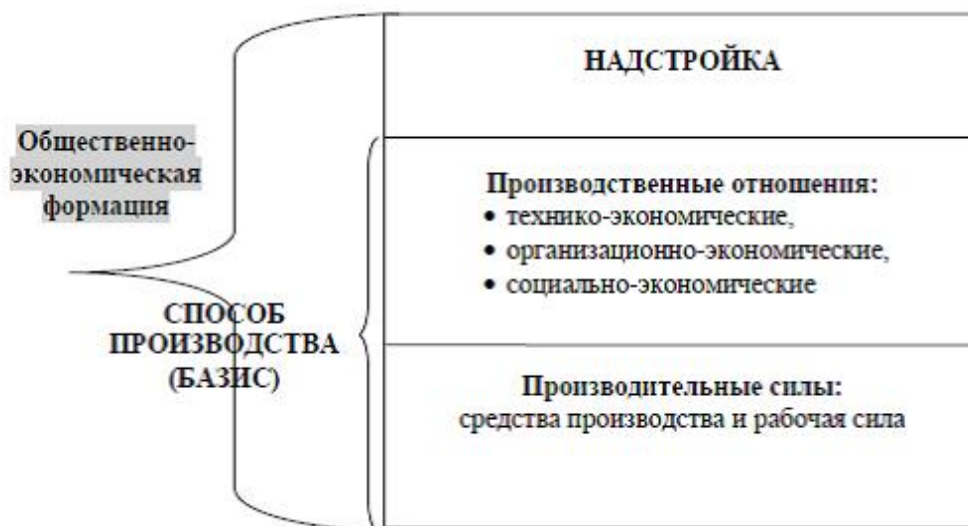 НАДСТРОЙКА
Общественно-
экономическая
формация
Производственные отношения:
• технико-экономические,
• организационно-экономические,
• социально-экономические
СПОСОБ
ПРОИЗВОДСТВА
(БАЗИС)
Производительные силы:
средства производства и рабочая сила